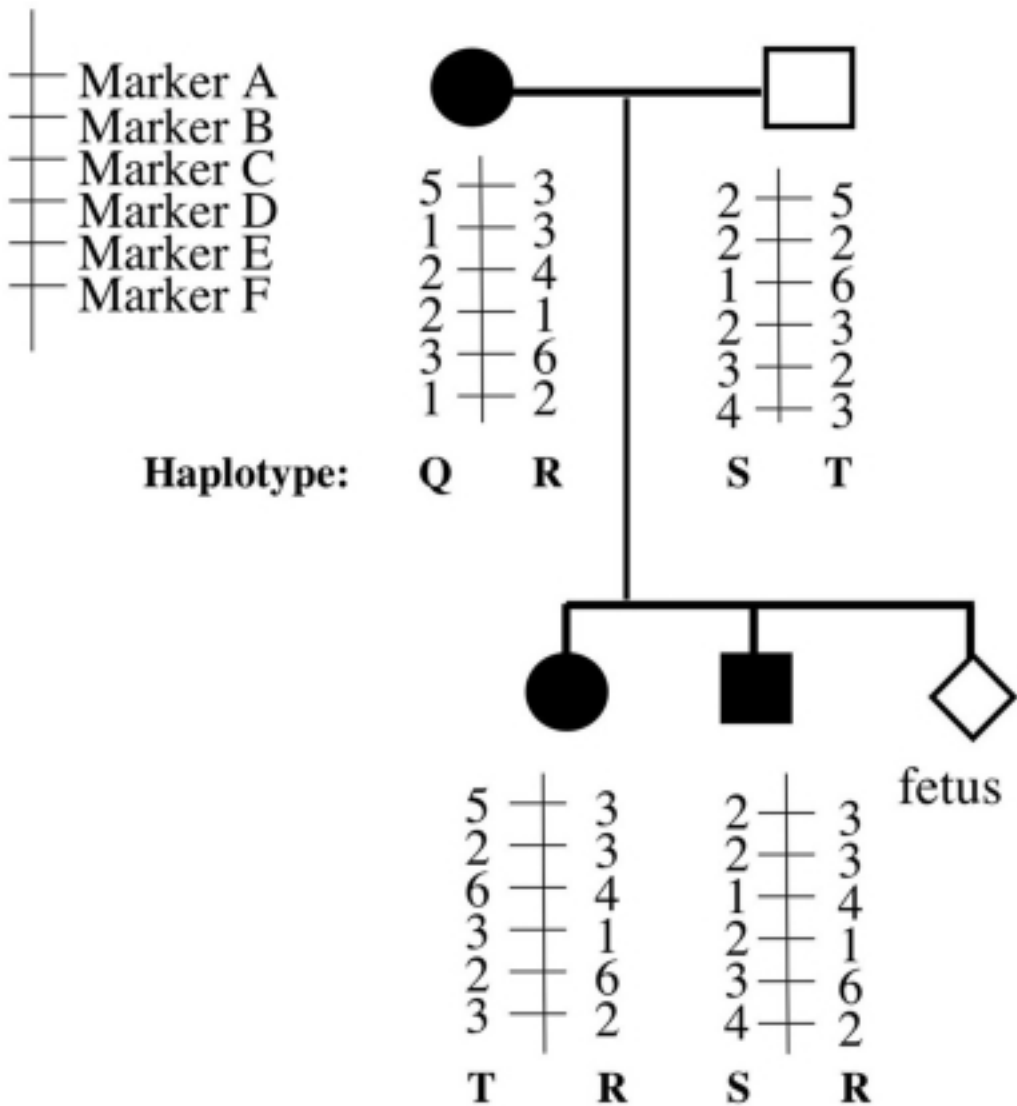 Marker A
Marker B
Marker C
Marker D
Marker E
Marker F
5 3 2 5
1 3 2 2
2 4 1 6
2 1 2 3
3 6 3 2
1 2 4 3
Haplotype: Q R S T
fetus
5 3 2 3
2 3 2 3
6 4 1 4
3 1 2 1
2 6 3 6
3 2 4 2
T R S R